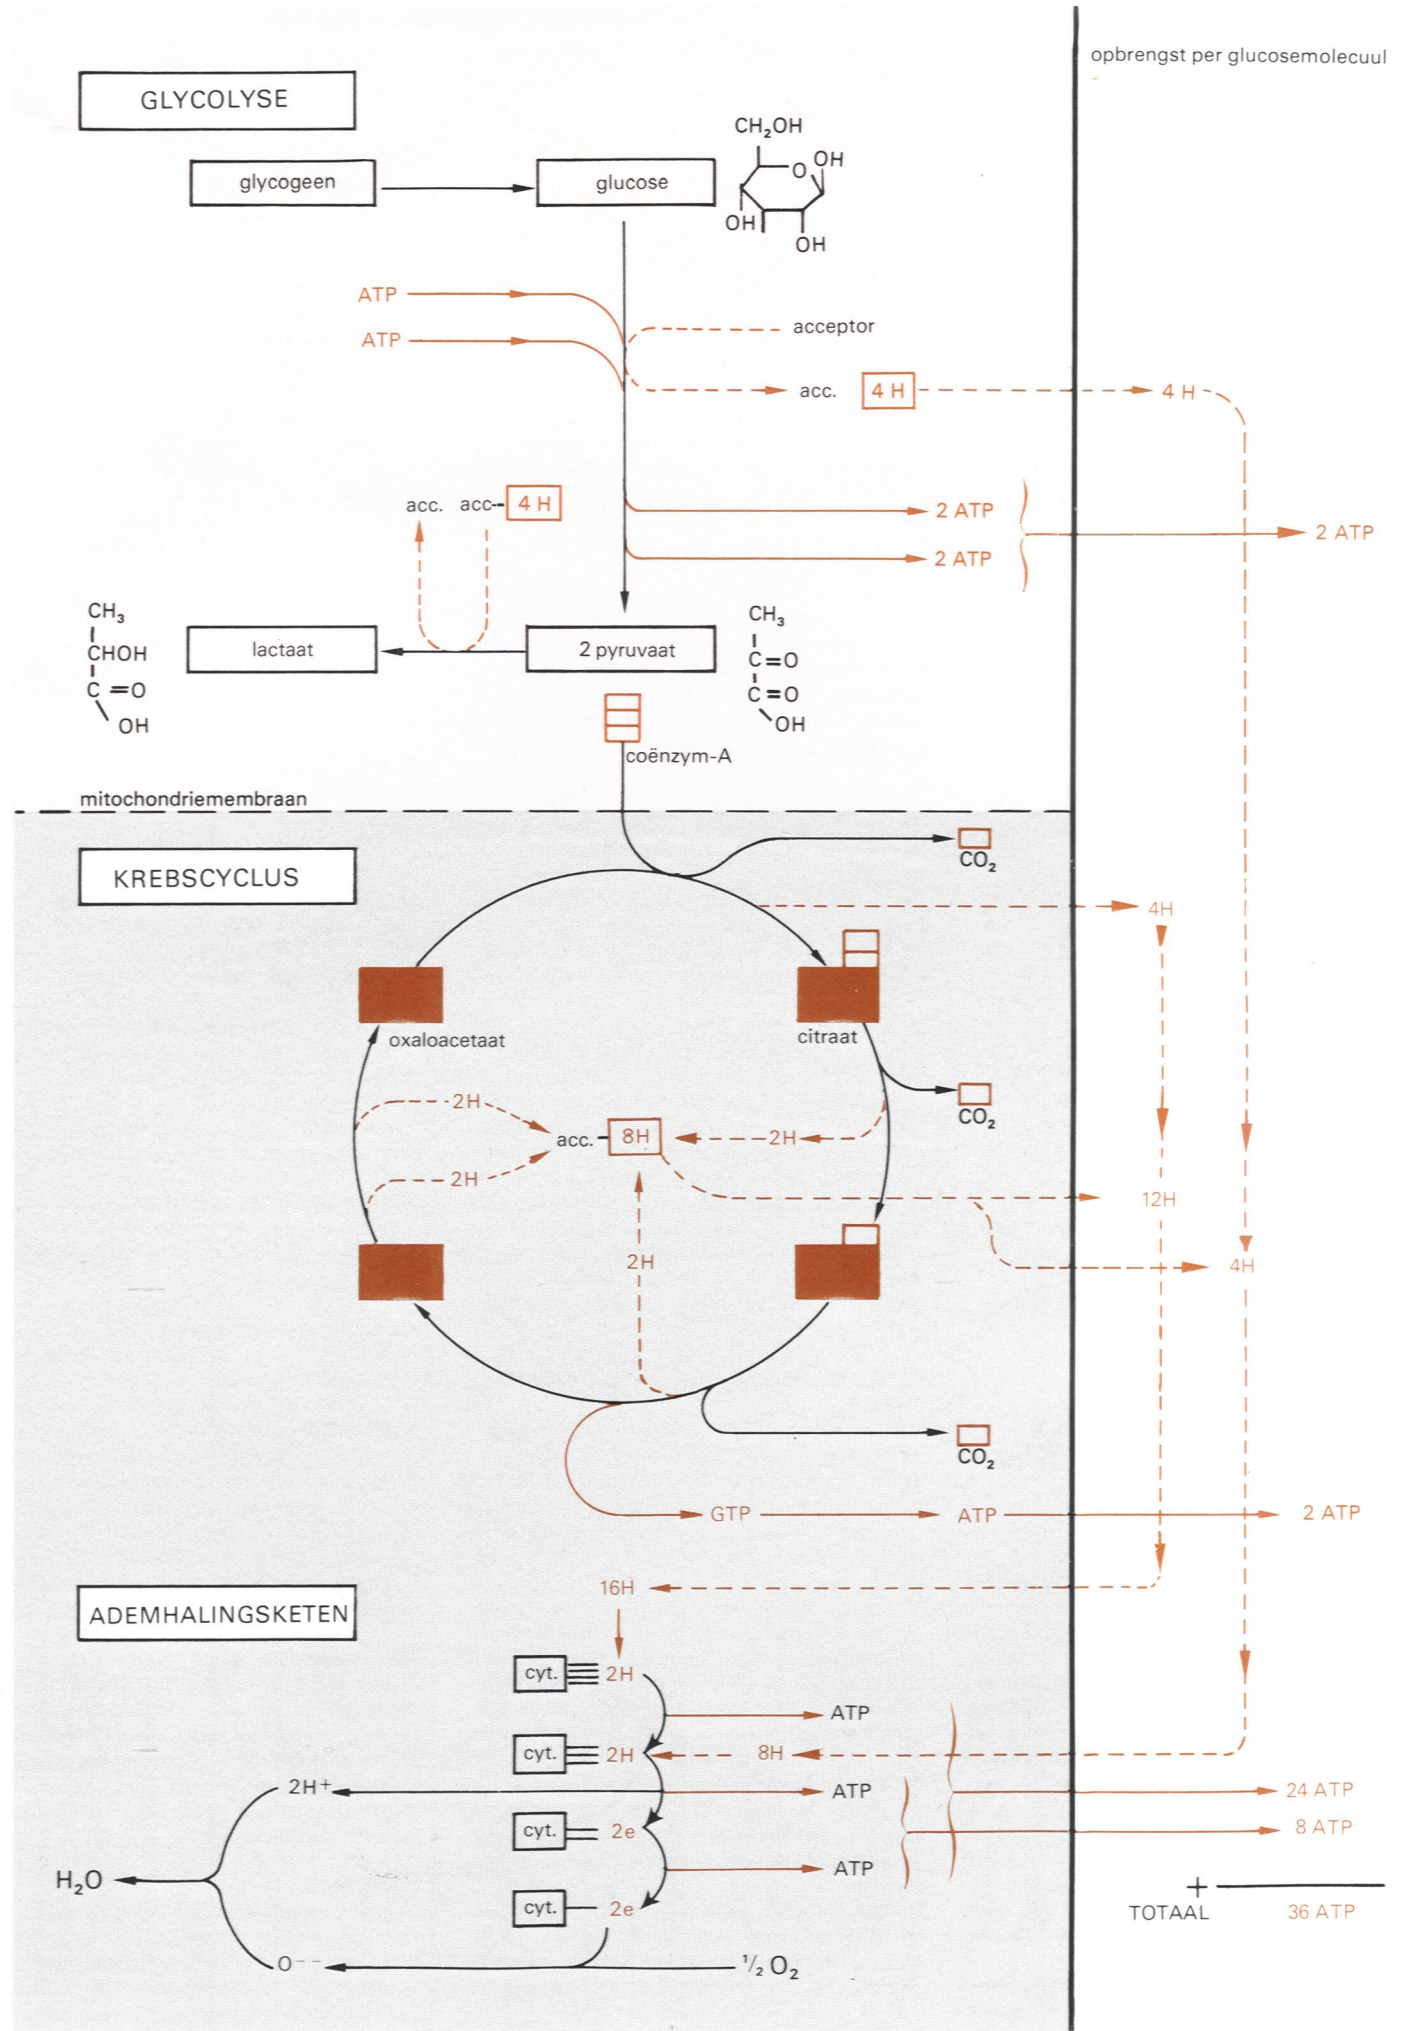 opbrengst per glucosemolecuul
GLYCOLYSE
CH₂OH
O
OH
OH
OH
glycogeen
glucose
ATP
acceptor
ATP
acc.
4 H
4 H
acc.
acc--
4 H
2 ATP
2 ATP
2 ATP
CH₃
CHOH
C=O
OH
lactaat
2 pyruvaat
CH₃
C=O
C=O
OH
coënzym-A
mitochondriemembraan
CO₂
KREBSCYCLUS
4H
oxaloacetaat
citraat
CO₂
2H
acc.
8H
2H
2H
12H
2H
4H
CO₂
GTP
ATP
2 ATP
16H
ADEMHALINGSKETEN
cyt.
2H
ATP
cyt.
2H
8H
2H⁺
ATP
24 ATP
cyt.
2e
8 ATP
ATP
H₂O
+
cyt.
2e
TOTAAL
36 ATP
O⁻⁻
½ O₂